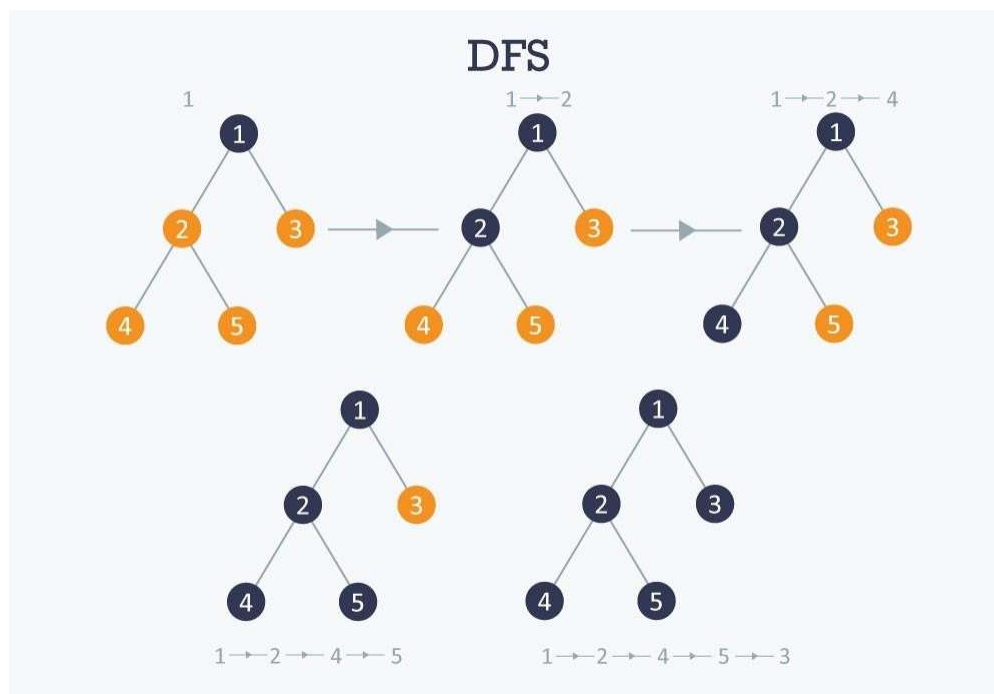 DFS
1
1 2
1 2 4
1 1 1
2 3 2 3 2 3
4 5 4 5 4 5
1 1
2 3 2 3
4 5 4 5
1 2 4 5
1 2 4 5 3